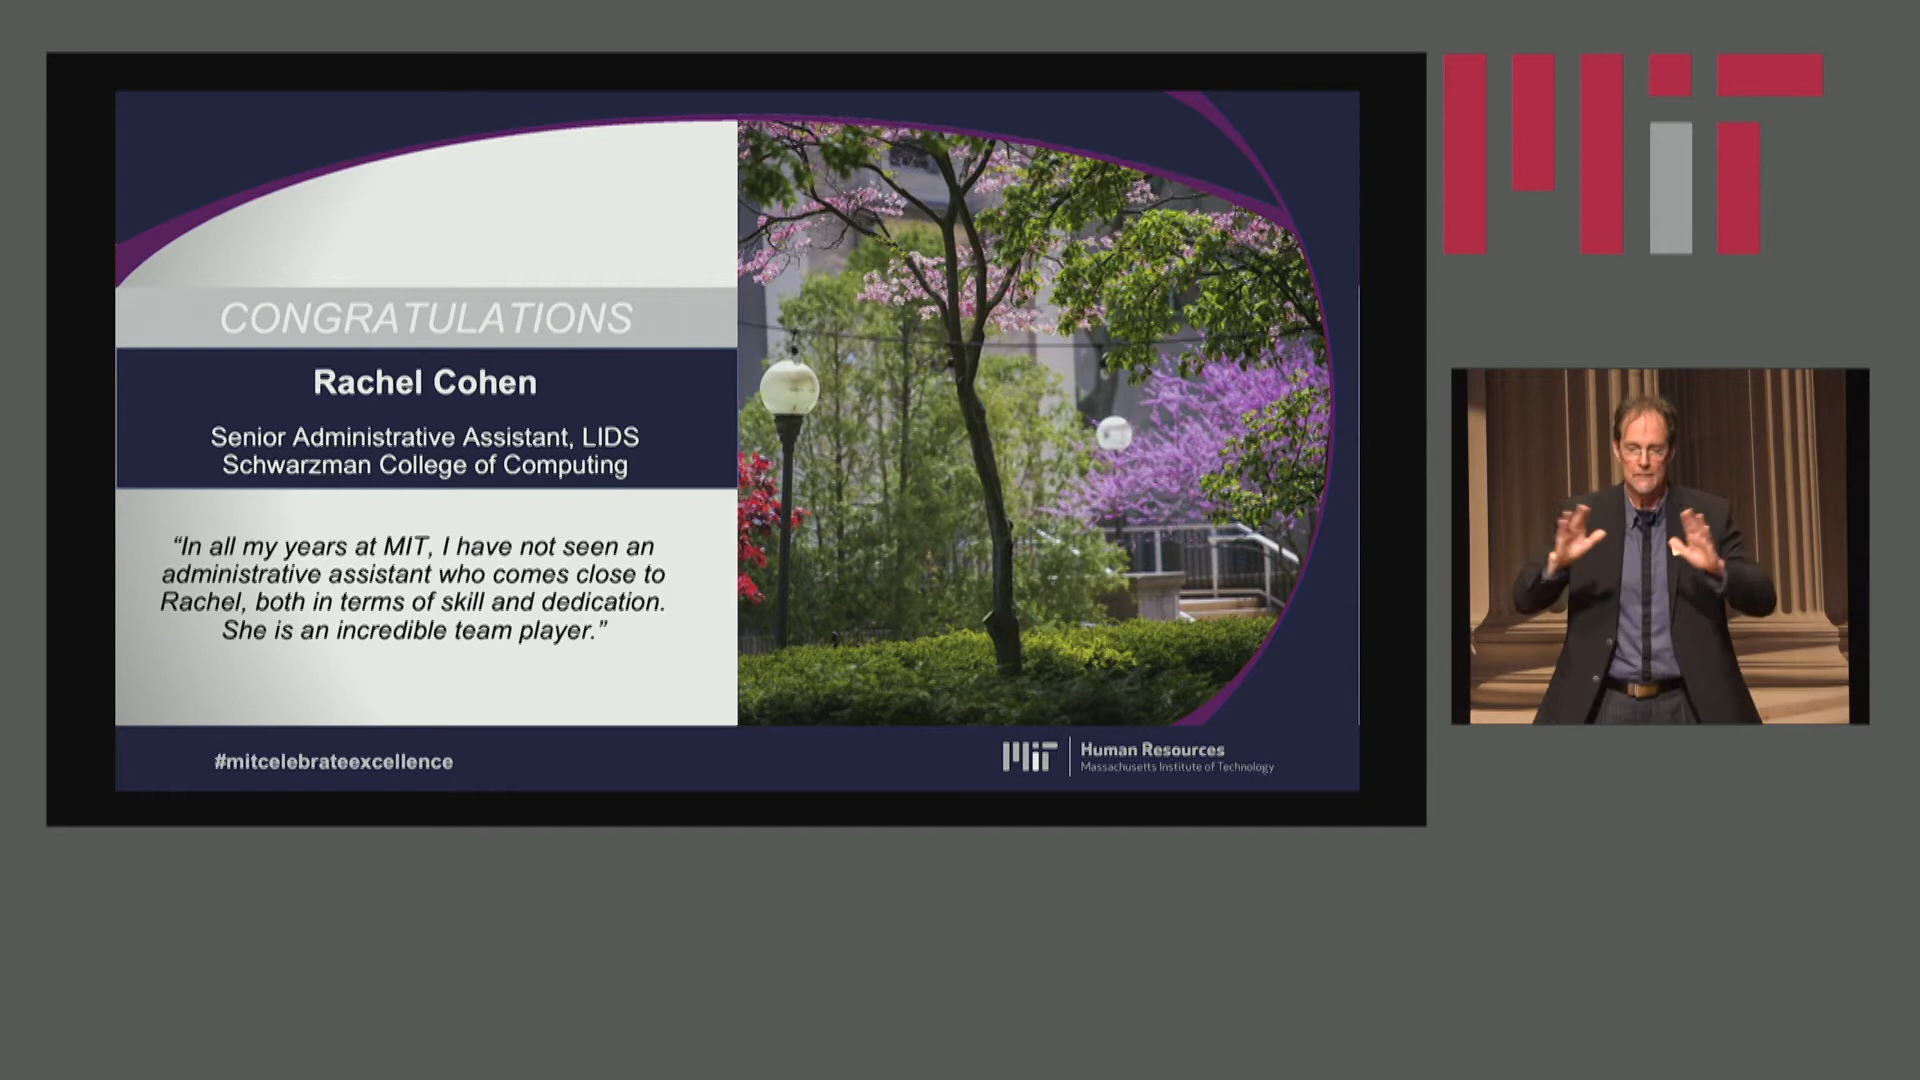 CONGRATULATIONS
Rachel Cohen
Senior Administrative Assistant, LIDS
Schwarzman College of Computing
“In all my years at MIT, I have not seen an
administrative assistant who comes close to
Rachel, both in terms of skill and dedication.
She is an incredible team player.”
#mitcelebrateexcellence
MIT
Human Resources
Massachusetts Institute of Technology
MIT